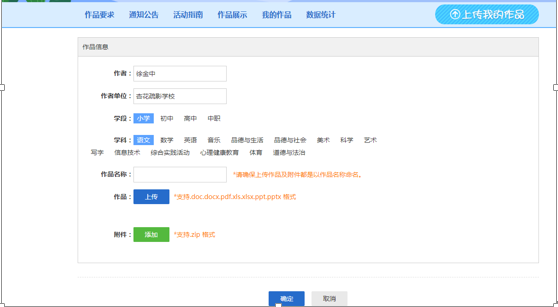 作品要求 通知公告 活动指南 作品展示 我的作品 数据统计 上传我的作品
作品信息
作者： 徐金中
作者单位： 杏花疏影学校
学段： 小学 初中 高中 中职
学科： 语文 数学 英语 音乐 品德与生活 品德与社会 美术 科学 艺术
写字 信息技术 综合实践活动 心理健康教育 体育 道德与法治
作品名称： *请确保上传作品及附件都是以作品名称命名。
作品： 上传 *支持.doc.docx.pdf.xls.xlsx.ppt.pptx 格式
附件： 添加 *支持.zip 格式
确定 取消